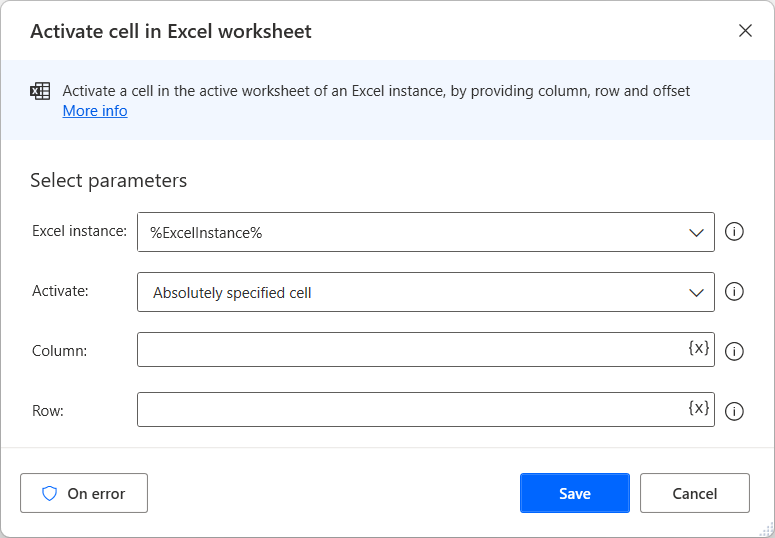 Activate cell in Excel worksheet
Activate a cell in the active worksheet of an Excel instance, by providing column, row and offset
More info
Select parameters
Excel instance: %ExcelInstance%
Activate: Absolutely specified cell
Column: {x}
Row: {x}
On error Save Cancel